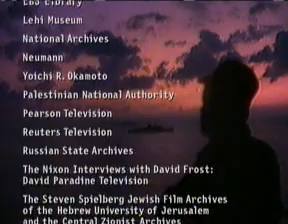 LBJ Library
Lehi Museum
National Archives
Neumann
Yoichi R. Okamoto
Palestinian National Authority
Pearson Television
Reuters Television
Russian State Archives
The Nixon Interviews with David Frost:
David Paradine Television
The Steven Spielberg Jewish Film Archives
of the Hebrew University of Jerusalem
and the Central Zionist Archives